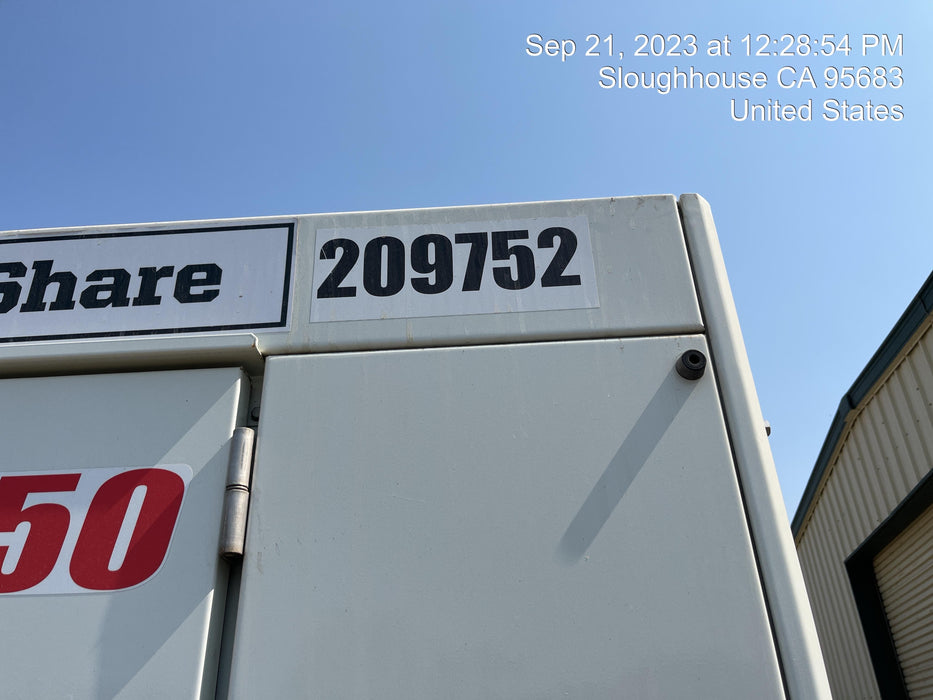 Sep 21, 2023 at 12:28:54 PM
Sloughhouse CA 95683
United States
Share
209752
50